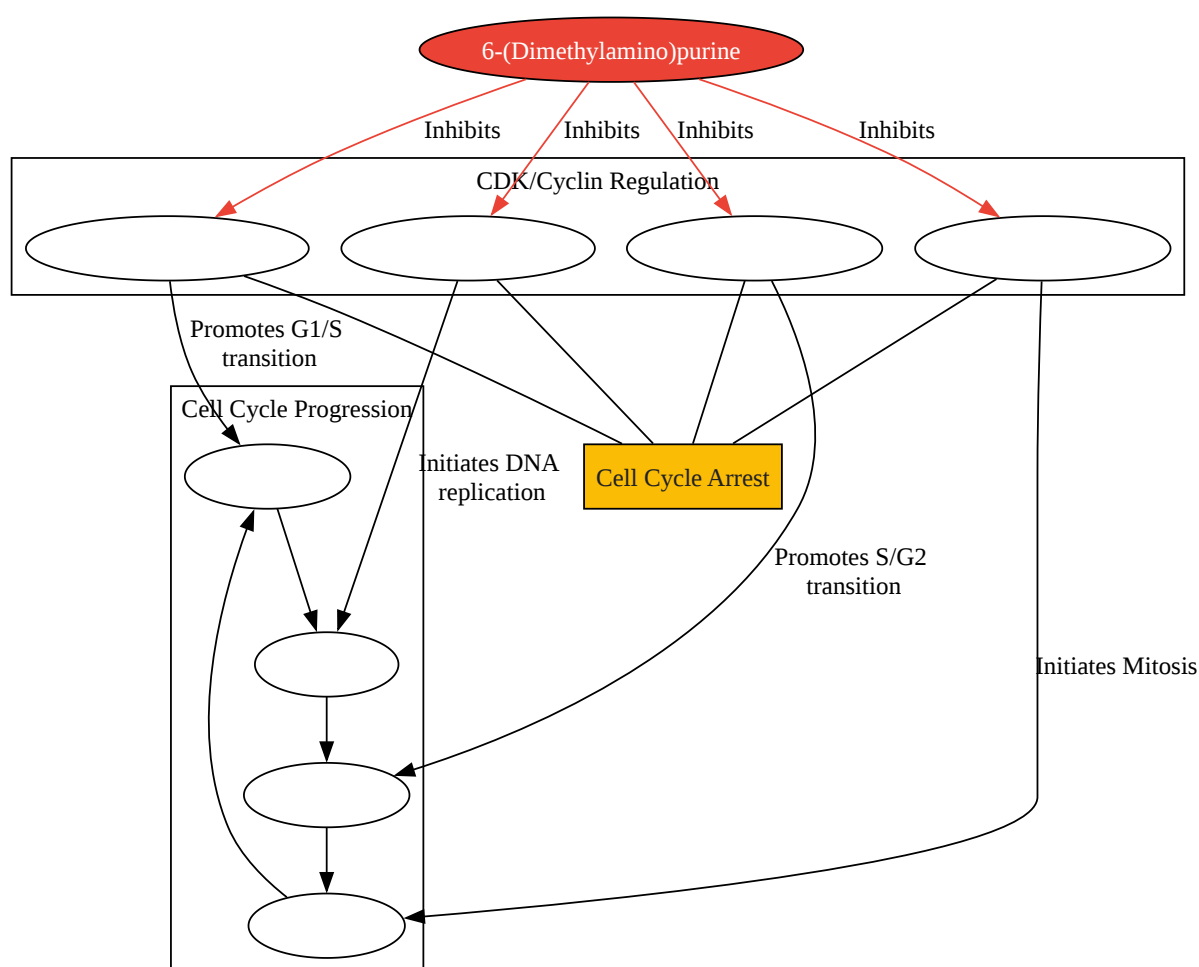 6-(Dimethylamino)purine
Inhibits
Inhibits
Inhibits
Inhibits
CDK/Cyclin Regulation
Promotes G1/S
transition
Cell Cycle Progression
Initiates DNA
replication
Cell Cycle Arrest
Promotes S/G2
transition
Initiates Mitosis